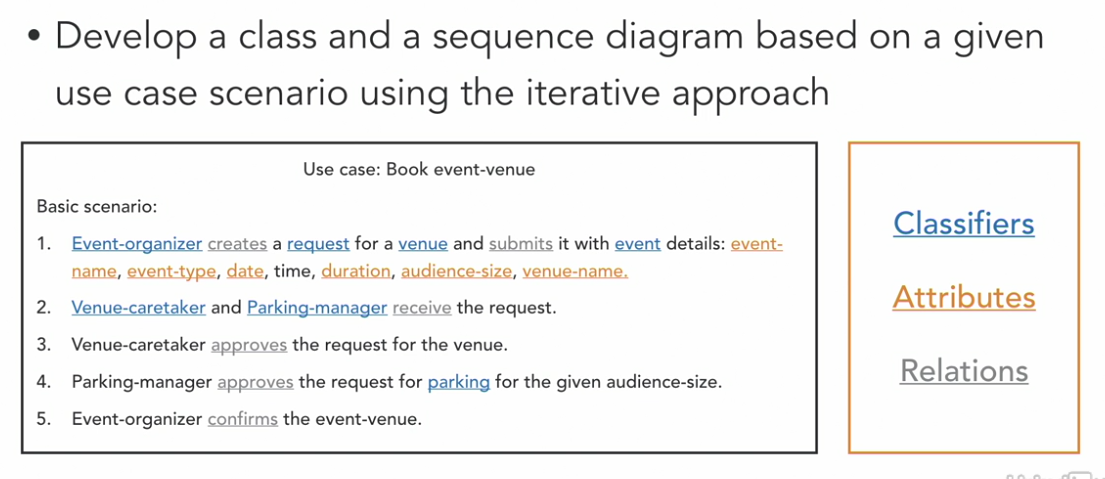 • Develop a class and a sequence diagram based on a given
use case scenario using the iterative approach
Use case: Book event-venue
Basic scenario:
1. Event-organizer creates a request for a venue and submits it with event details: event-
name, event-type, date, time, duration, audience-size, venue-name.
2. Venue-caretaker and Parking-manager receive the request.
3. Venue-caretaker approves the request for the venue.
4. Parking-manager approves the request for parking for the given audience-size.
5. Event-organizer confirms the event-venue.
Classifiers
Attributes
Relations